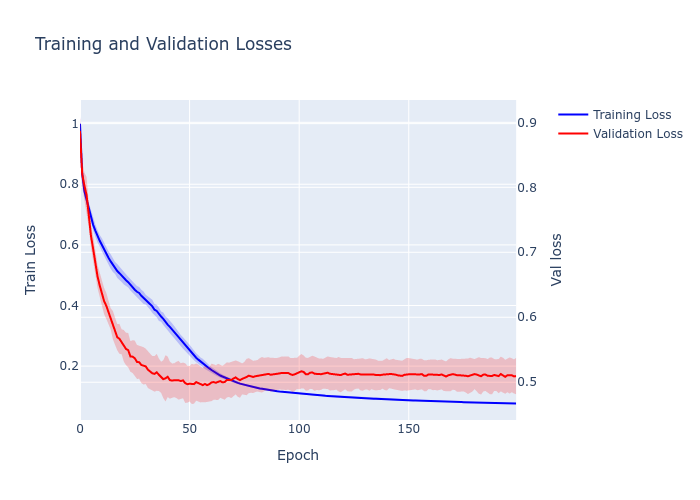 Training and Validation Losses
1
0.8
0.6
0.4
0.2
Train Loss
0
50
100
150
Epoch
0.9
0.8
0.7
0.6
0.5
Val loss
Training Loss
Validation Loss